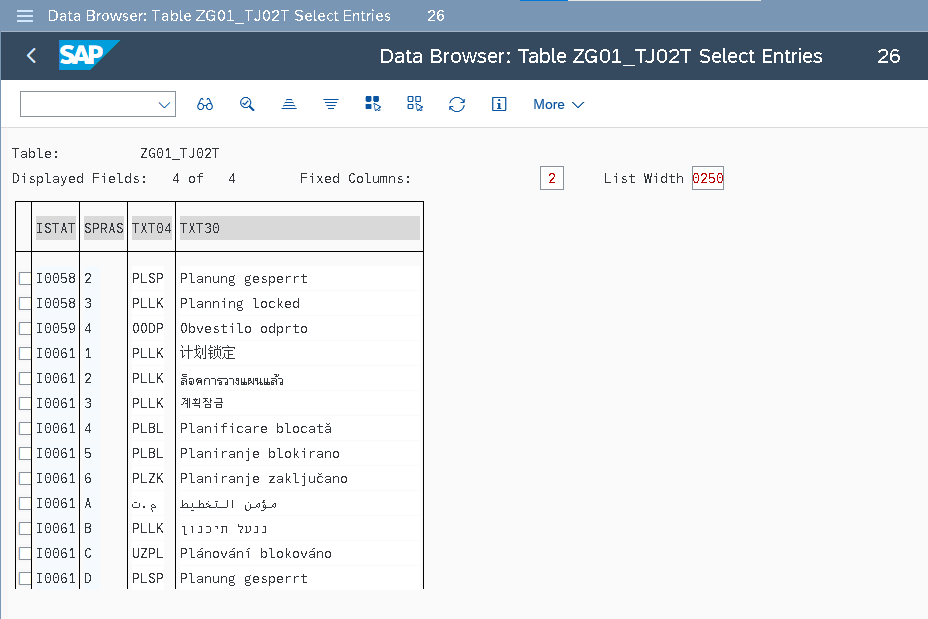 Data Browser: Table ZG01_TJ02T Select Entries 26
SAP Data Browser: Table ZG01_TJ02T Select Entries 26
More
Table: ZG01_TJ02T
Displayed Fields: 4 of 4 Fixed Columns: 2 List Width 0250
ISTAT SPRAS TXT04 TXT30
I0058 2 PLSP Planung gesperrt
I0058 3 PLLK Planning locked
I0059 4 OODP Obvestilo odprto
I0061 1 PLLK 计划锁定
I0061 2 PLLK ล็อคการวางแผนแล้ว
I0061 3 PLLK 계획잠금
I0061 4 PLBL Planificare blocată
I0061 5 PLBL Planiranje blokirano
I0061 6 PLZK Planiranje zaključano
I0061 A م.ت مؤمن التخطيط
I0061 B PLLK ננעל תיכנון
I0061 C UZPL Plánování blokováno
I0061 D PLSP Planung gesperrt